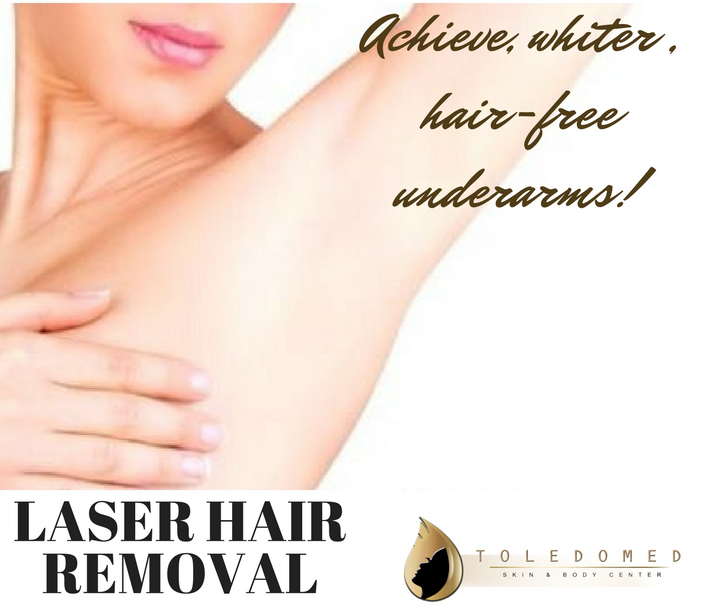 Achieve, whiter ,
hair-free
underarms!
LASER HAIR
REMOVAL
TOLEDOMED
SKIN & BODY CENTER